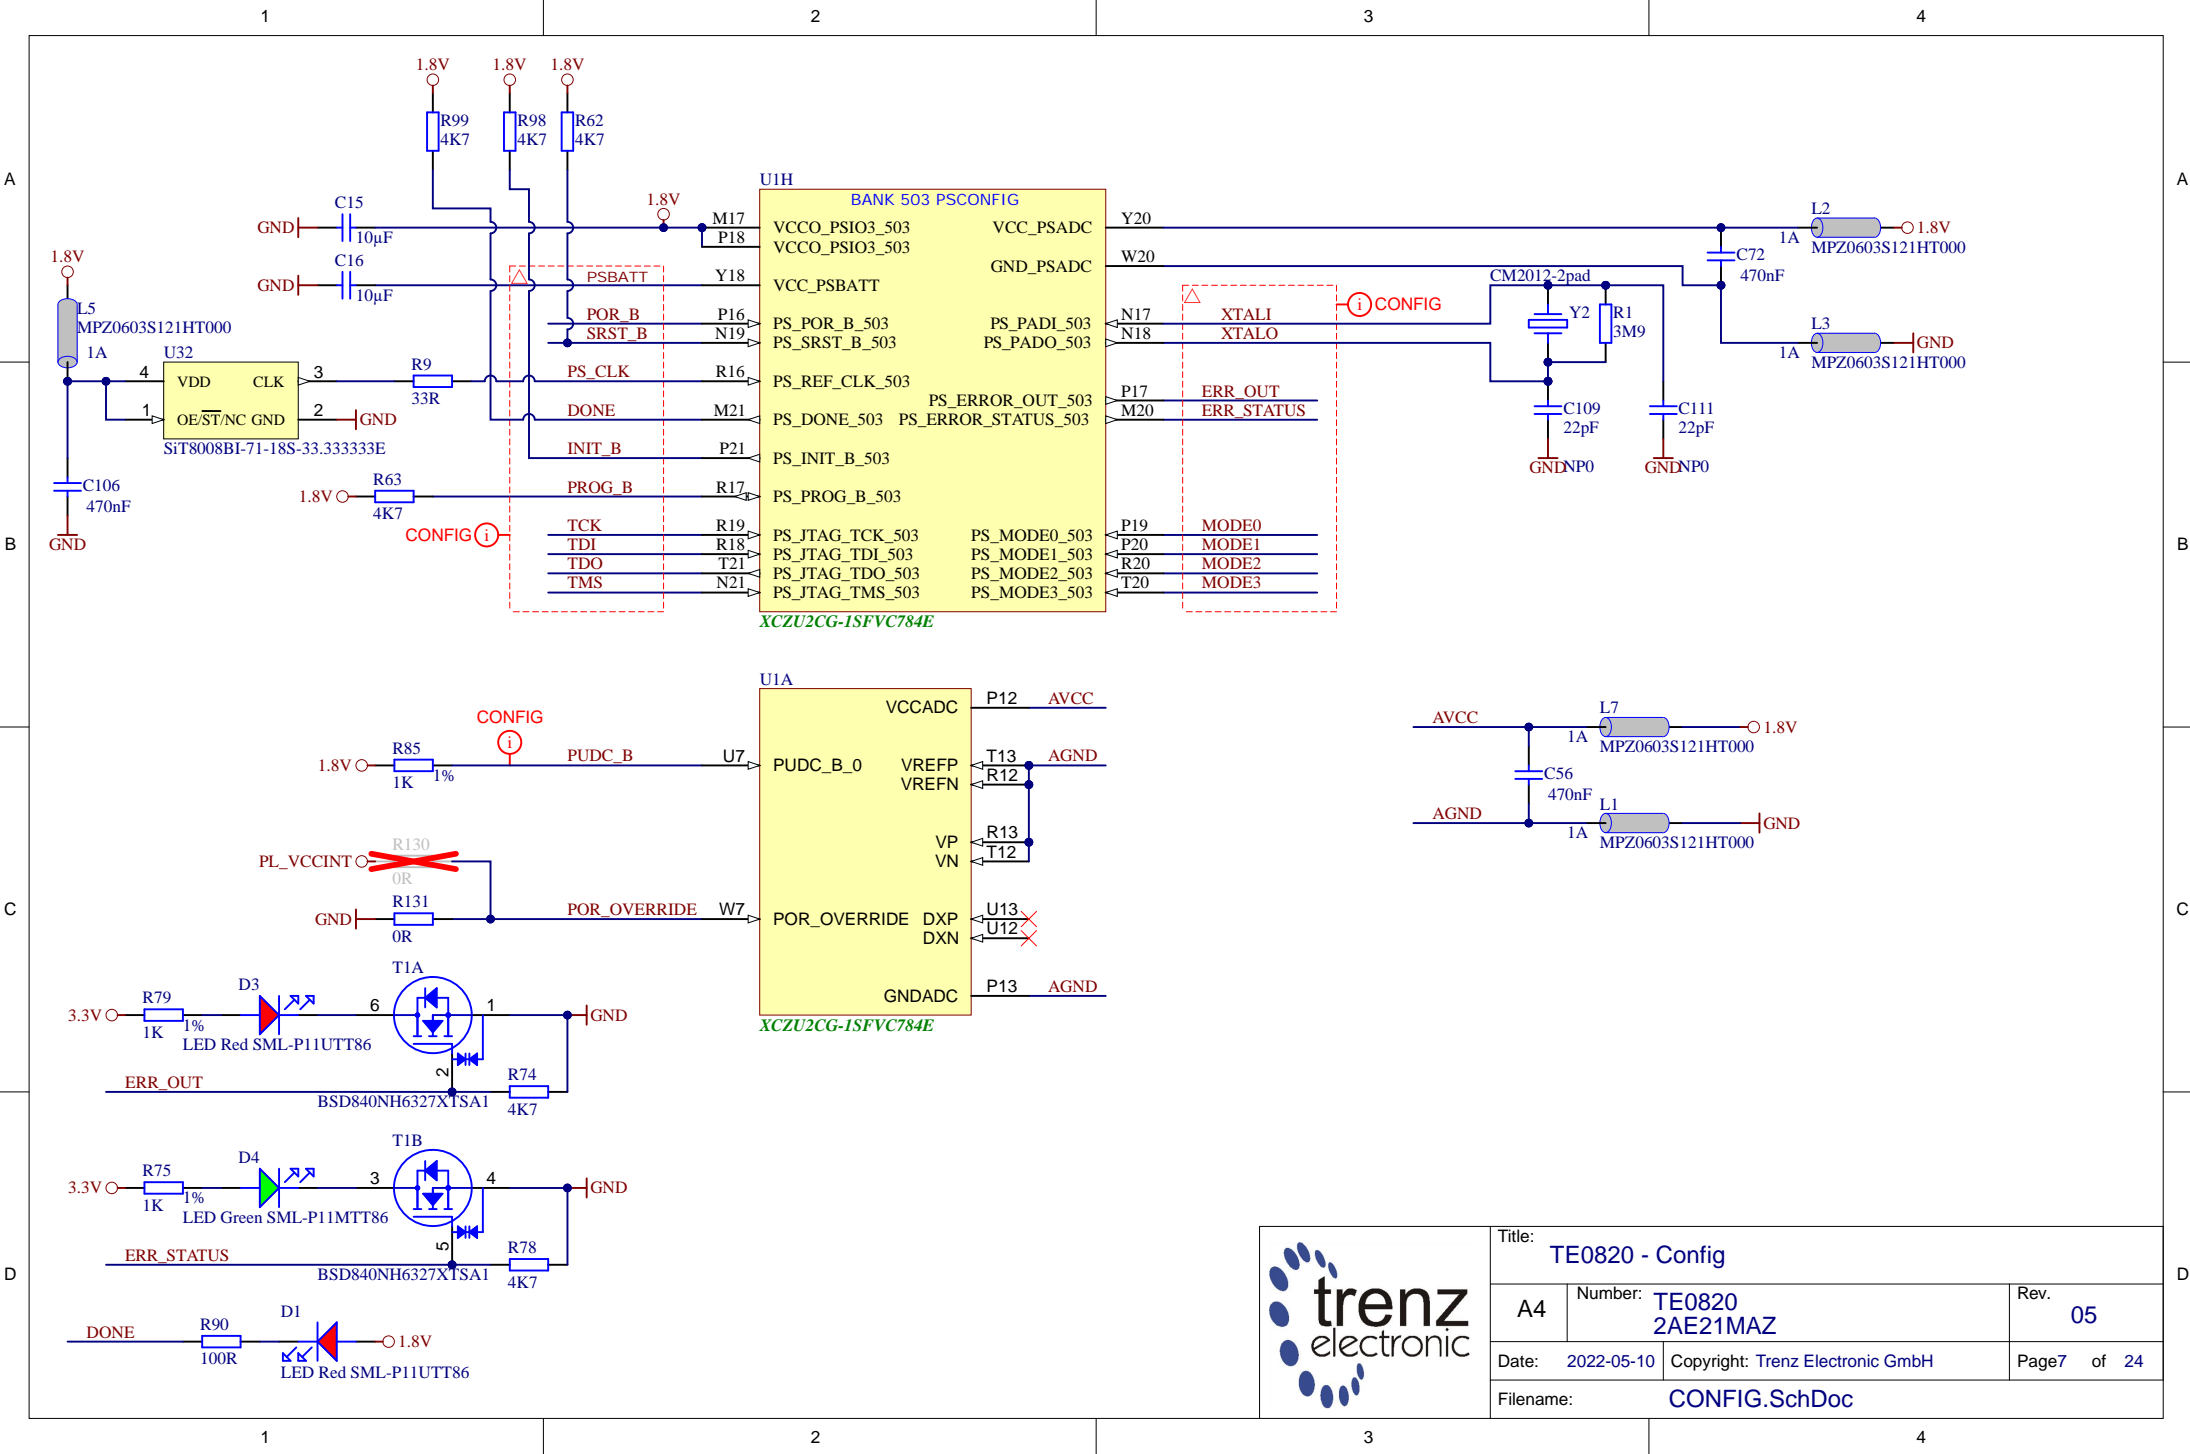 1 2 3 4
A A
B B
C C
D D
1.8V 1.8V 1.8V
R99 R98 R62
4K7 4K7 4K7
C15
GND 10µF
1.8V
C16
GND 10µF
1.8V
L5
MPZ0603S121HT000
1A
U32
4 VDD CLK 3
1 OE/ST/NC GND 2 GND
SiT8008BI-71-18S-33.333333E
C106
470nF
GND
R9
33R
1.8V R63
4K7
CONFIG i
U1H
BANK 503 PSCONFIG
M17 VCCO_PSIO3_503
P18 VCCO_PSIO3_503
PSBATT Y18 VCC_PSBATT
POR_B P16 PS_POR_B_503
SRST_B N19 PS_SRST_B_503
PS_CLK R16 PS_REF_CLK_503
DONE M21 PS_DONE_503
INIT_B P21 PS_INIT_B_503
PROG_B R17 PS_PROG_B_503
TCK R19 PS_JTAG_TCK_503
TDI R18 PS_JTAG_TDI_503
TDO T21 PS_JTAG_TDO_503
TMS N21 PS_JTAG_TMS_503
VCC_PSADC Y20
GND_PSADC W20
PS_PADI_503 N17 XTALI
PS_PADO_503 N18 XTALO
PS_ERROR_OUT_503 P17 ERR_OUT
PS_ERROR_STATUS_503 M20 ERR_STATUS
PS_MODE0_503 P19 MODE0
PS_MODE1_503 P20 MODE1
PS_MODE2_503 R20 MODE2
PS_MODE3_503 T20 MODE3
XCZU2CG-1SFVC784E
i CONFIG
CM2012-2pad
Y2 R1
3M9
C109
22pF
GND NP0
C111
22pF
GND NP0
L2
1A 1.8V
MPZ0603S121HT000
C72
470nF
L3
1A GND
MPZ0603S121HT000
U1A
CONFIG
i
1.8V R85 PUDC_B U7 PUDC_B_0
1K 1%
PL_VCCINT R130
0R
GND R131 POR_OVERRIDE W7 POR_OVERRIDE
0R
VCCADC P12 AVCC
VREFP T13 AGND
VREFN R12
VP R13
VN T12
DXP U13
DXN U12
GNDADC P13 AGND
XCZU2CG-1SFVC784E
AVCC L7 1.8V
1A MPZ0603S121HT000
C56
470nF
AGND L1 GND
1A MPZ0603S121HT000
T1A
3.3V R79 D3 6 1 GND
1K 1%
LED Red SML-P11UTT86
2
ERR_OUT R74
BSD840NH6327XTSA1 4K7
T1B
3.3V R75 D4 3 4 GND
1K 1%
LED Green SML-P11MTT86
5
ERR_STATUS R78
BSD840NH6327XTSA1 4K7
D1
DONE R90 1.8V
100R
LED Red SML-P11UTT86
trenz
electronic
Title:
TE0820 - Config
A4 Number: TE0820
2AE21MAZ
Rev.
05
Date: 2022-05-10 Copyright: Trenz Electronic GmbH Page7 of 24
Filename: CONFIG.SchDoc
1 2 3 4